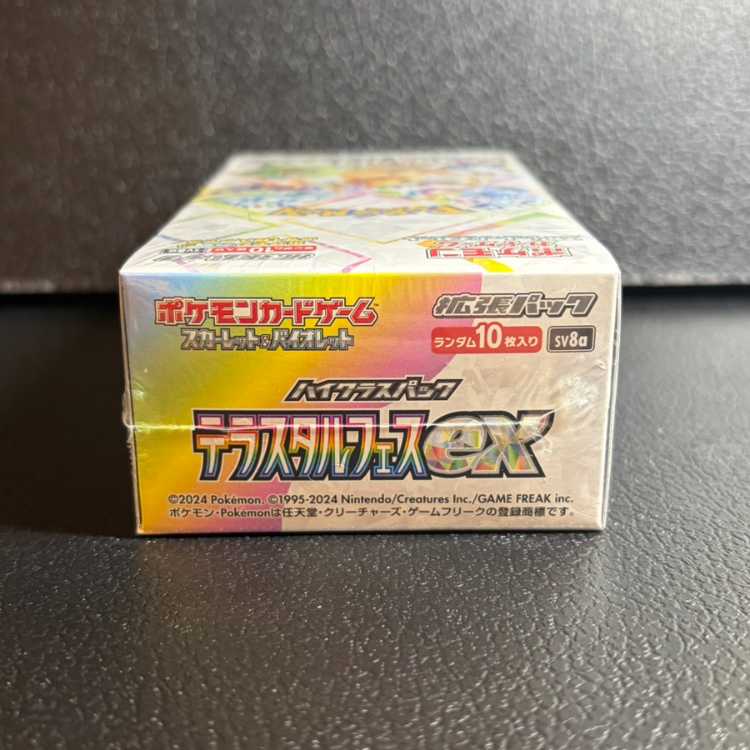 ポケモンカードゲーム
スカーレット&バイオレット
拡張パック
ランダム10枚入り
SV8a
ハイクラスパック
テラスタルフェスex
©2024 Pokémon. ©1995-2024 Nintendo/Creatures Inc./GAME FREAK inc.
ポケモン・Pokémonは任天堂・クリーチャーズ・ゲームフリークの登録商標です。